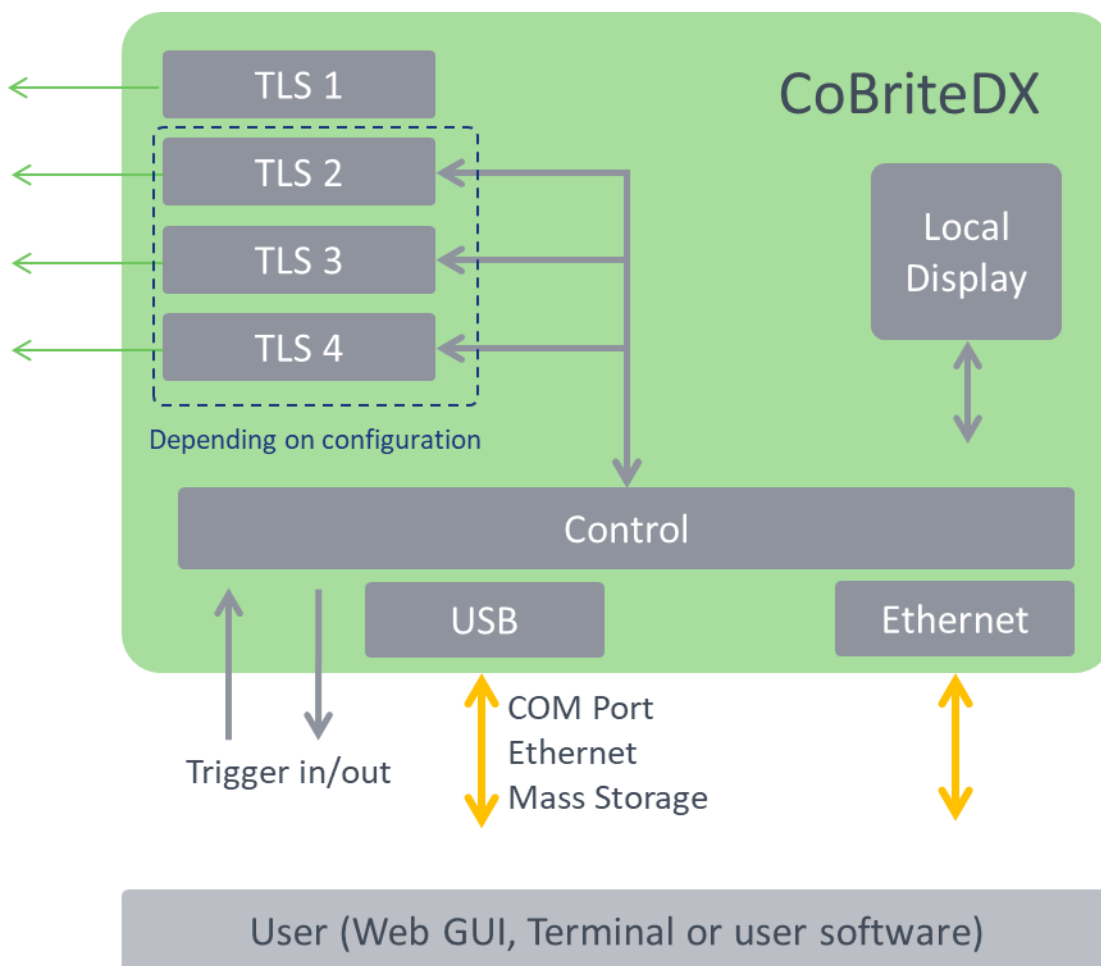 TLS 1
CoBriteDX
TLS 2
TLS 3
TLS 4
Local
Display
Depending on configuration
Control
USB
Ethernet
COM Port
Ethernet
Mass Storage
Trigger in/out
User (Web GUI, Terminal or user software)